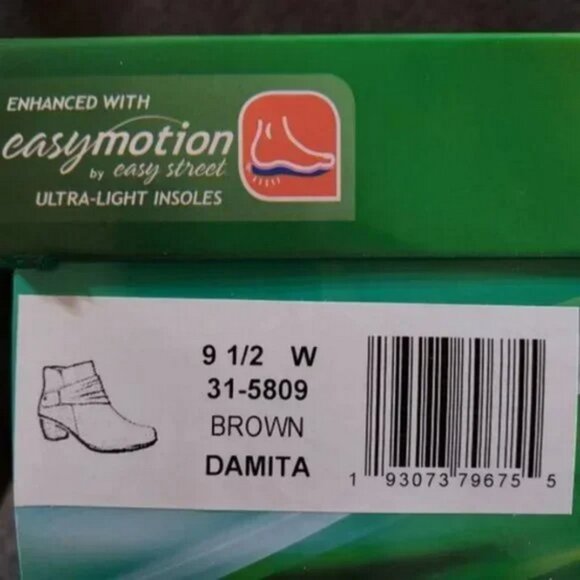 ENHANCED WITH
easymotion
by easy street
ULTRA-LIGHT INSOLES
9 1/2 W
31-5809
BROWN
DAMITA
1 93073 79675 5